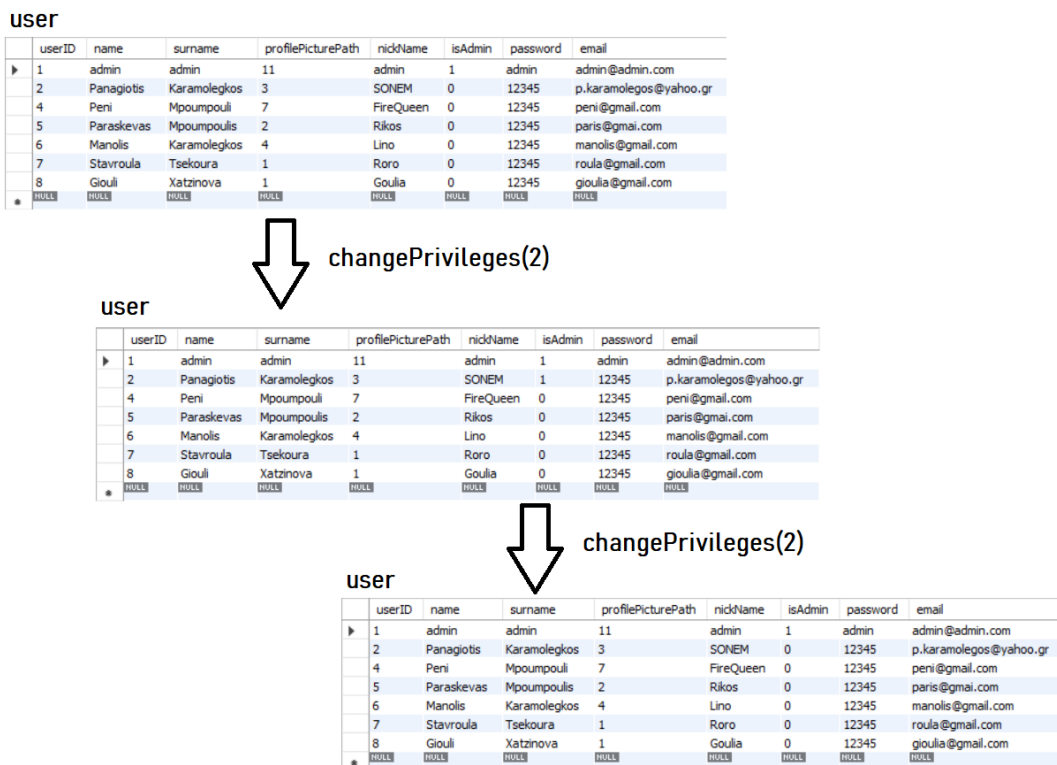 user
userID name surname profilePicturePath nickName isAdmin password email
1 admin admin 11 admin 1 admin admin@admin.com
2 Panagiotis Karamolegkos 3 SONEM 0 12345 p.karamolegos@yahoo.gr
4 Peni Mpoumpouli 7 FireQueen 0 12345 peni@gmail.com
5 Paraskevas Mpoumpoulis 2 Rikos 0 12345 paris@gmai.com
6 Manolis Karamolegkos 4 Lino 0 12345 manolis@gmail.com
7 Stavroula Tsekoura 1 Roro 0 12345 roula@gmail.com
8 Giouli Xatzinova 1 Goulia 0 12345 gioulia@gmail.com
NULL NULL NULL NULL NULL NULL NULL NULL
changePrivileges(2)
user
userID name surname profilePicturePath nickName isAdmin password email
1 admin admin 11 admin 1 admin admin@admin.com
2 Panagiotis Karamolegkos 3 SONEM 1 12345 p.karamolegos@yahoo.gr
4 Peni Mpoumpouli 7 FireQueen 0 12345 peni@gmail.com
5 Paraskevas Mpoumpoulis 2 Rikos 0 12345 paris@gmai.com
6 Manolis Karamolegkos 4 Lino 0 12345 manolis@gmail.com
7 Stavroula Tsekoura 1 Roro 0 12345 roula@gmail.com
8 Giouli Xatzinova 1 Goulia 0 12345 gioulia@gmail.com
NULL NULL NULL NULL NULL NULL NULL NULL
changePrivileges(2)
user
userID name surname profilePicturePath nickName isAdmin password email
1 admin admin 11 admin 1 admin admin@admin.com
2 Panagiotis Karamolegkos 3 SONEM 0 12345 p.karamolegos@yahoo.gr
4 Peni Mpoumpouli 7 FireQueen 0 12345 peni@gmail.com
5 Paraskevas Mpoumpoulis 2 Rikos 0 12345 paris@gmai.com
6 Manolis Karamolegkos 4 Lino 0 12345 manolis@gmail.com
7 Stavroula Tsekoura 1 Roro 0 12345 roula@gmail.com
8 Giouli Xatzinova 1 Goulia 0 12345 gioulia@gmail.com
NULL NULL NULL NULL NULL NULL NULL NULL